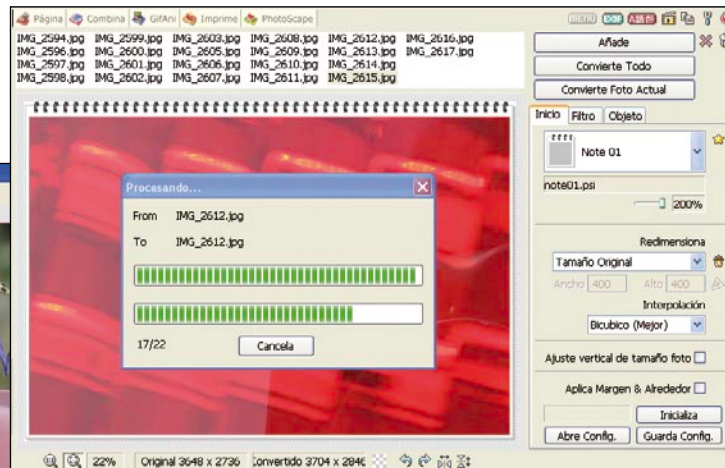 Página Combina GifAni Imprime PhotoScape MENU EXIF
IMG_2594.jpg IMG_2599.jpg IMG_2603.jpg IMG_2608.jpg IMG_2612.jpg IMG_2616.jpg
IMG_2596.jpg IMG_2600.jpg IMG_2605.jpg IMG_2609.jpg IMG_2613.jpg IMG_2617.jpg
IMG_2597.jpg IMG_2601.jpg IMG_2606.jpg IMG_2610.jpg IMG_2614.jpg
IMG_2598.jpg IMG_2602.jpg IMG_2607.jpg IMG_2611.jpg IMG_2615.jpg
Procesando...
From IMG_2612.jpg
To IMG_2612.jpg
17/22 Cancela
22% Original 3648 x 2736 Convertido 3704 x 284
Añade
Convierte Todo
Convierte Foto Actual
Inicio Filtro Objeto
Note 01
note01.psi
200%
Redimensiona
Tamaño Original
Ancho 400 Alto 400
Interpolación
Bicubico (Mejor)
Ajuste vertical de tamaño foto
Aplica Margen & Alrededor
Inicializa
Abre Config. Guarda Config.